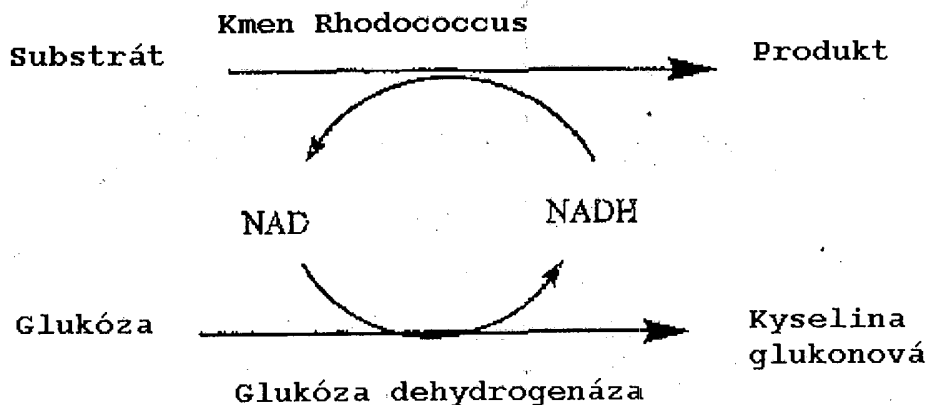 Kmen Rhodococcus
Substrát
Produkt
NAD
NADH
Glukóza
Kyselina
glukonová
Glukóza dehydrogenáza